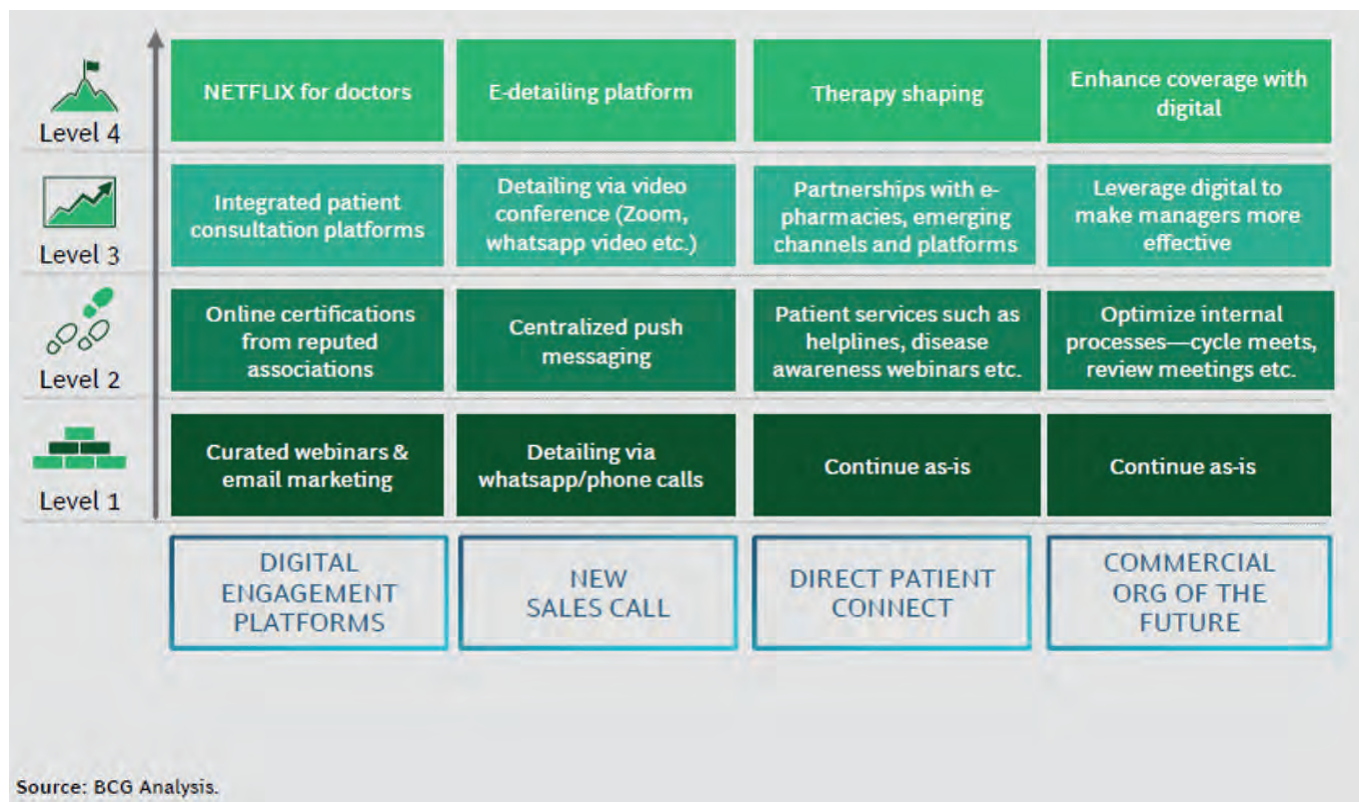 Level 4
NETFLIX for doctors
E-detailing platform
Therapy shaping
Enhance coverage with
digital
Level 3
Integrated patient
consultation platforms
Detailing via video
conference (Zoom,
whatsapp video etc.)
Partnerships with e-
pharmacies, emerging
channels and platforms
Leverage digital to
make managers more
effective
Level 2
Online certifications
from reputed
associations
Centralized push
messaging
Patient services such as
helplines, disease
awareness webinars etc.
Optimize internal
processes—cycle meets,
review meetings etc.
Level 1
Curated webinars &
email marketing
Detailing via
whatsapp/phone calls
Continue as-is
Continue as-is
DIGITAL
ENGAGEMENT
PLATFORMS
NEW
SALES CALL
DIRECT PATIENT
CONNECT
COMMERCIAL
ORG OF THE
FUTURE
Source: BCG Analysis.